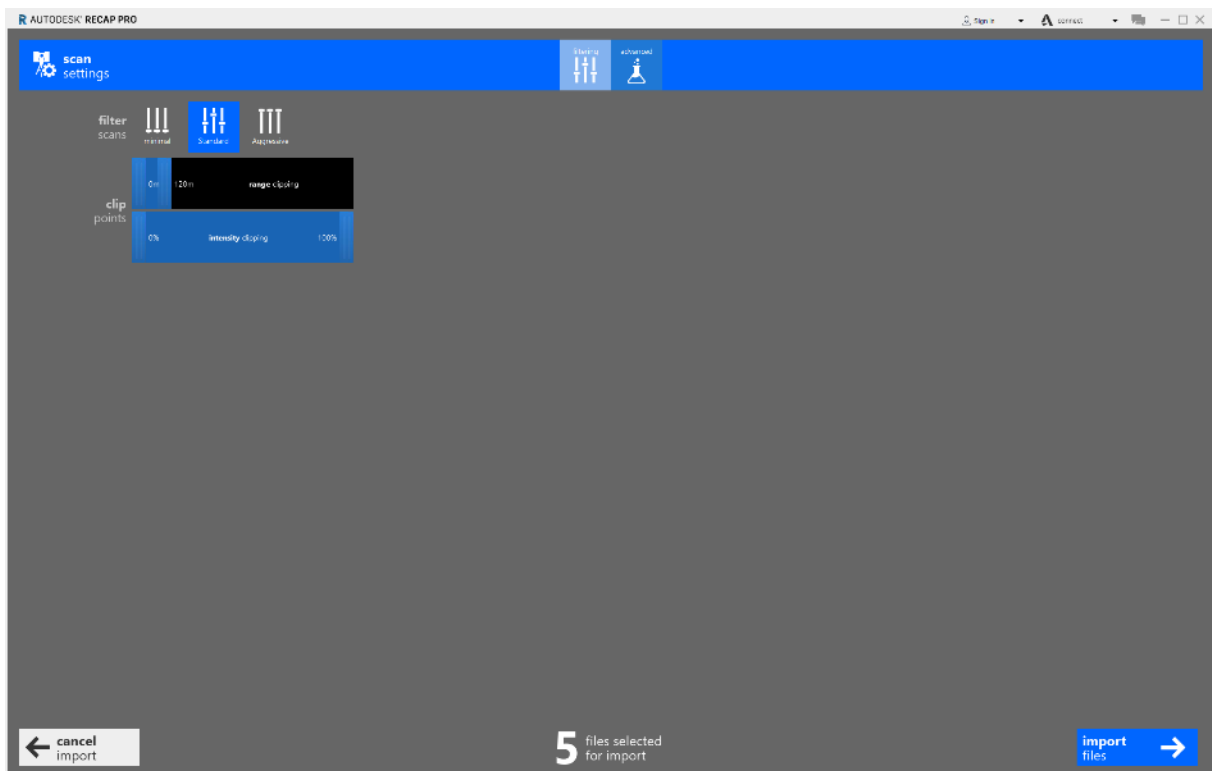 R AUTODESK' RECAP PRO
Sign in
connect
scan
settings
filtering
advanced
filter
scans
minimal
Standard
Aggressive
clip
points
0m
120m
range clipping
0%
intensity clipping
100%
cancel
import
5
files selected
for import
import
files